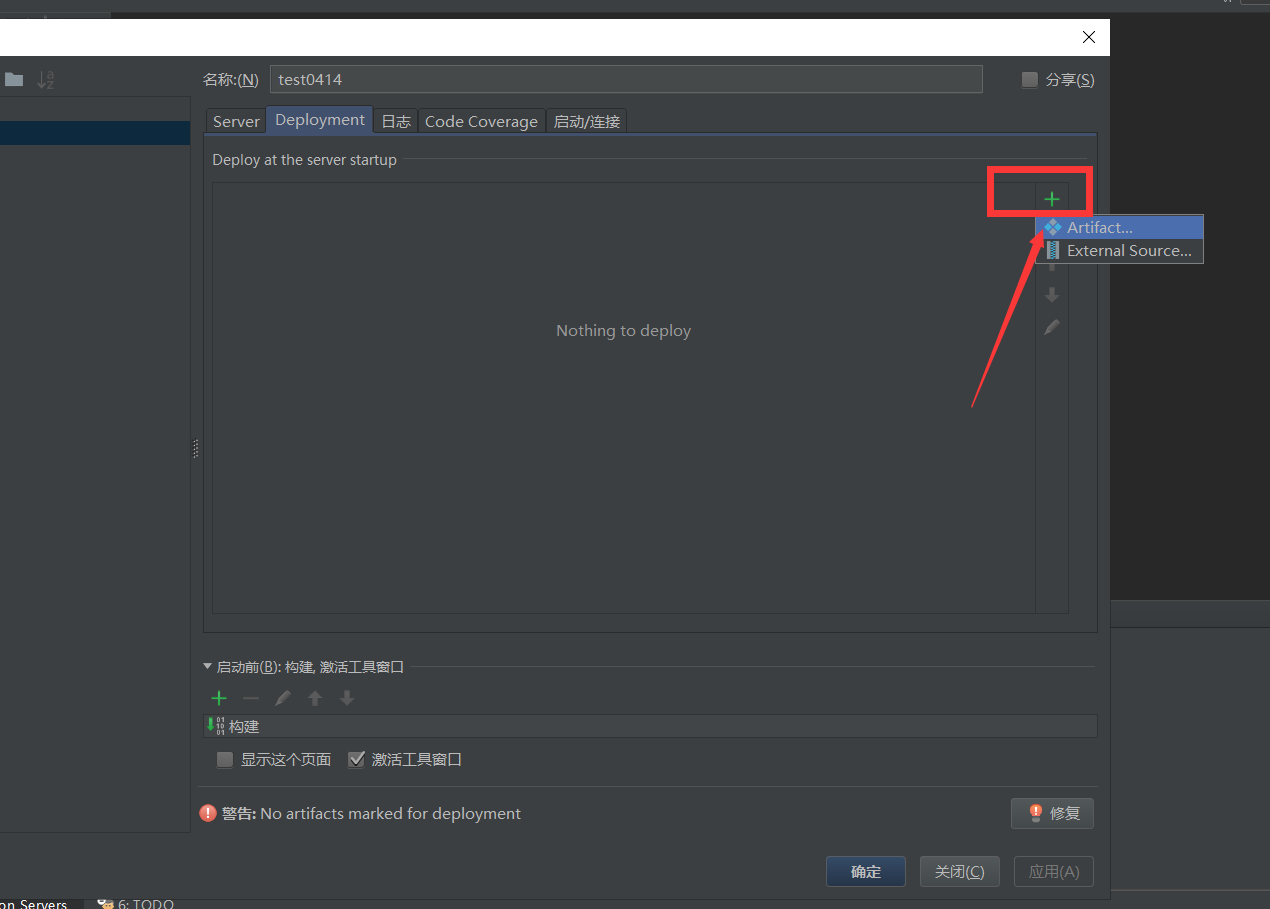 名称:(N) test0414 分享(S)
Server Deployment 日志 Code Coverage 启动/连接
Deploy at the server startup
Artifact...
External Source...
Nothing to deploy
启动前(B): 构建, 激活工具窗口
构建
显示这个页面 激活工具窗口
警告: No artifacts marked for deployment 修复
确定 关闭(C) 应用(A)
on Servers 6: TODO